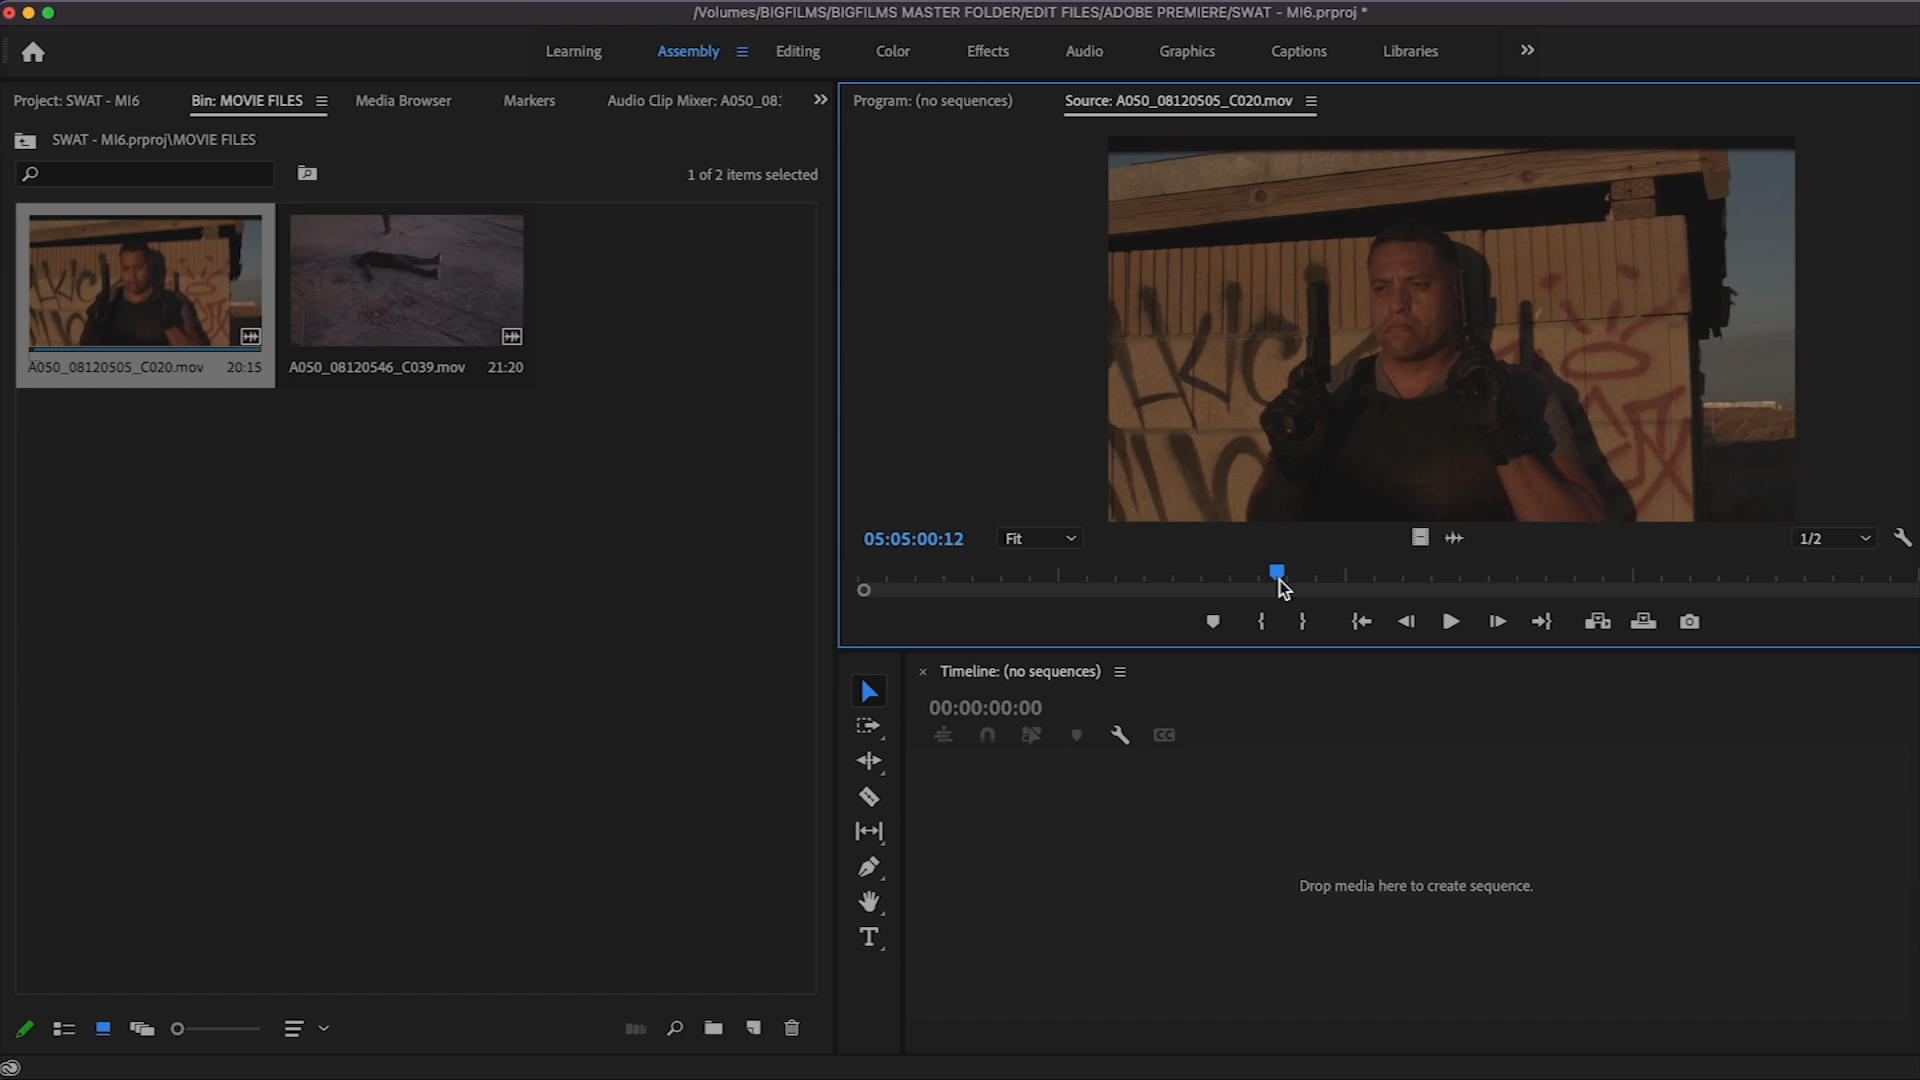 /Volumes/BIGFILMS/BIGFILMS MASTER FOLDER/EDIT FILES/ADOBE PREMIERE/SWAT - MI6.prproj *
Learning Assembly Editing Color Effects Audio Graphics Captions Libraries
Project: SWAT - MI6 Bin: MOVIE FILES Media Browser Markers Audio Clip Mixer: A050_08:
Program: (no sequences) Source: A050_08120505_C020.mov
SWAT - MI6.prproj\MOVIE FILES
1 of 2 items selected
A050_08120505_C020.mov 20:15
A050_08120546_C039.mov 21:20
05:05:00:12 Fit 1/2
× Timeline: (no sequences)
00:00:00:00
CC
Drop media here to create sequence.
T